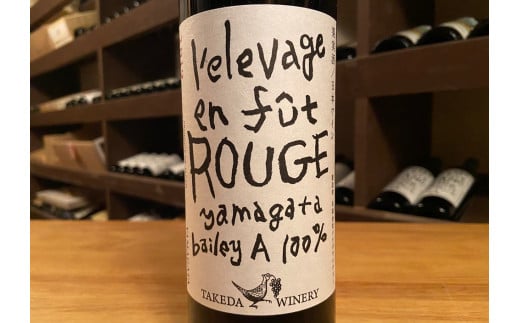 l'elevage
en fût
ROUGE
yamagata
bailey A 100%
TAKEDA WINERY